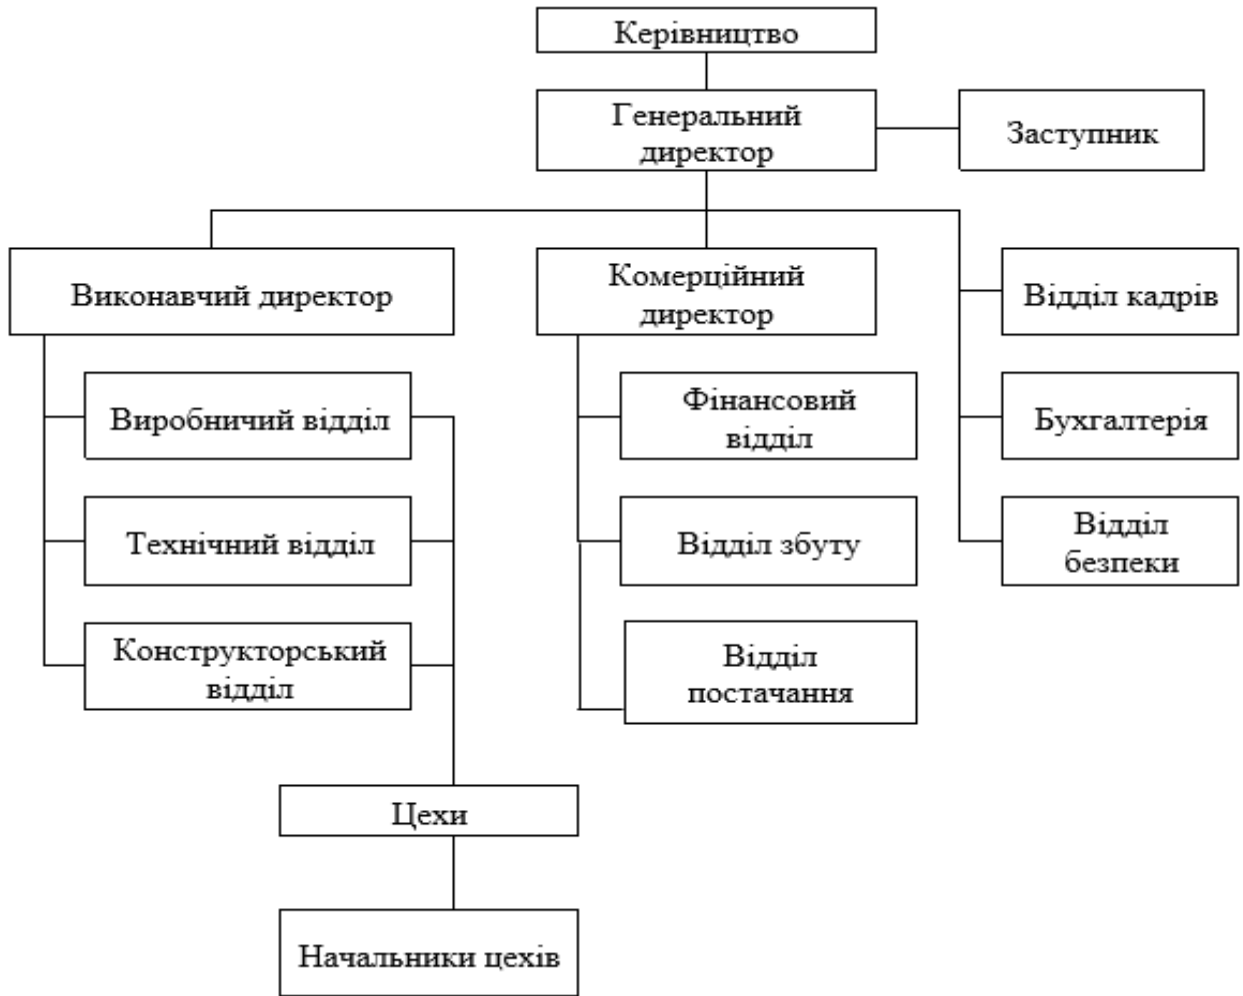 Керівництво
Генеральний
директор
Заступник
Виконавчий директор
Комерційний
директор
Відділ кадрів
Виробничий відділ
Фінансовий
відділ
Бухгалтерія
Технічний відділ
Відділ збуту
Відділ
безпеки
Конструкторський
відділ
Відділ
постачання
Цехи
Начальники цехів